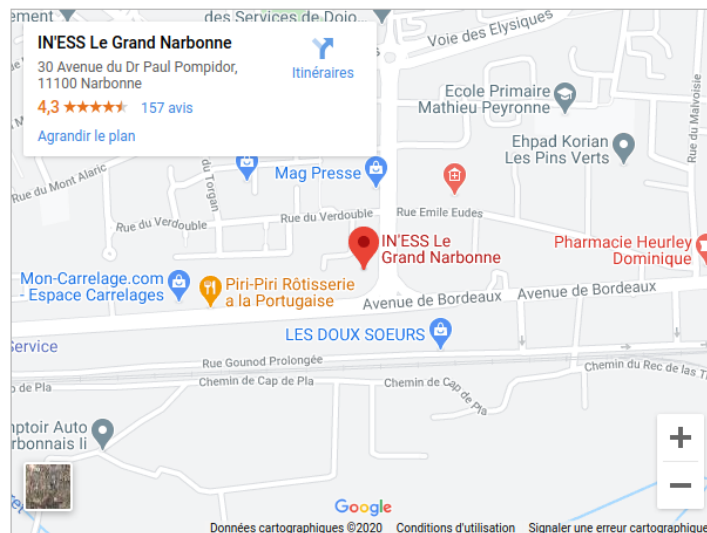 ement
des Services de Dojo...
Voie des Elysiques
IN'ESS Le Grand Narbonne
30 Avenue du Dr Paul Pompidor,
11100 Narbonne
4,3 ★★★★★ 157 avis
Agrandir le plan
Itinéraires
Ecole Primaire
Mathieu Peyronne
Rue du Malvoisie
Ehpad Korian
Les Pins Verts
du Torgan
Mag Presse
Rue du Mont Alaric
Rue du Verdouble
Rue du Verdouble
Rue Emile Eudes
IN'ESS Le
Grand Narbonne
Pharmacie Heurley
Dominique
Mon-Carrelage.com
- Espace Carrelages
Piri-Piri Rôtisserie
a la Portugaise
Avenue de Bordeaux
Avenue de Bordeaux
LES DOUX SOEURS
Service
Rue Gounod Prolongée
Chemin du Rec de las T
o de Pla
Chemin de Cap de Pla
Chemin de Cap de Pla
nptoir Auto
rbonnais li
+
−
Google
Données cartographiques ©2020
Conditions d'utilisation
Signaler une erreur cartographique